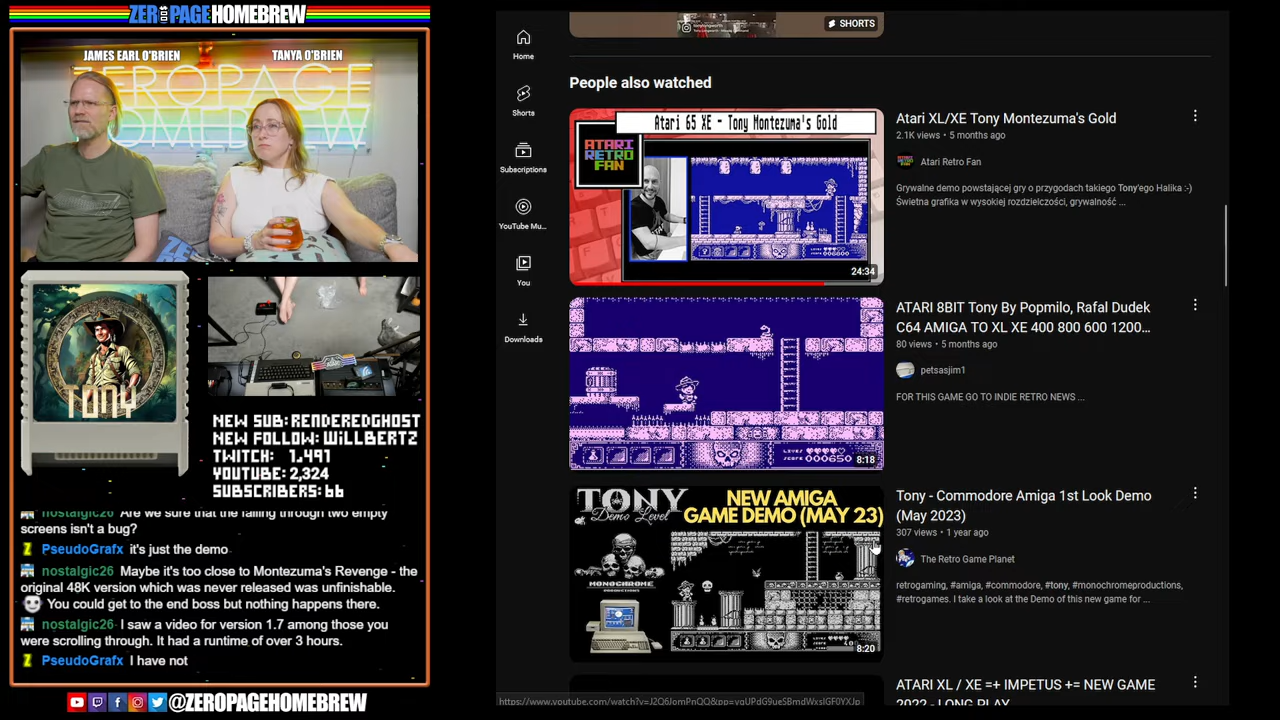 ZEROPAGE HOMEBREW
JAMES EARL O'BRIEN
TANYA O'BRIEN
ZEROPAGE
HOMEBREW
TONY
NEW SUB: RENDEREDGHOST
NEW FOLLOW: WILLBERTZ
TWITCH: 1,491
YOUTUBE: 2,324
SUBSCRIBERS: 66
nostalgic26 Are we sure that the falling through two empty
screens isn't a bug?
PseudoGrafx it's just the demo
nostalgic26 Maybe it's too close to Montezuma's Revenge - the
original 48K version which was never released was unfinishable.
You could get to the end boss but nothing happens there.
nostalgic26 I saw a video for version 1.7 among those you
were scrolling through. It had a runtime of over 3 hours.
PseudoGrafx I have not
@ZEROPAGEHOMEBREW
Home
Shorts
Subscriptions
YouTube Mu...
You
Downloads
SHORTS
People also watched
Atari 65 XE - Tony Montezuma's Gold
ATARI
RETRO
FAN
24:34
Atari XL/XE Tony Montezuma's Gold
2.1K views • 5 months ago
Atari Retro Fan
Grywalne demo powstającej gry o przygodach takiego Tony'ego Halika :-)
Świetna grafika w wysokiej rozdzielczości, grywalność ...
LIVES
SCORE 000650
8:18
ATARI 8BIT Tony By Popmilo, Rafal Dudek
C64 AMIGA TO XL XE 400 800 600 1200...
80 views • 5 months ago
petsasjim1
FOR THIS GAME GO TO INDIE RETRO NEWS ...
TONY
Demo Level
NEW AMIGA
GAME DEMO (MAY 23)
MONOCHROME
PRODUCTIONS
8:20
Tony - Commodore Amiga 1st Look Demo
(May 2023)
307 views • 1 year ago
The Retro Game Planet
retrogaming, #amiga, #commodore, #tony, #monochromeproductions,
#retrogames. I take a look at the Demo of this new game for ...
ATARI XL / XE =+ IMPETUS += NEW GAME
2022 - LONG PLAY